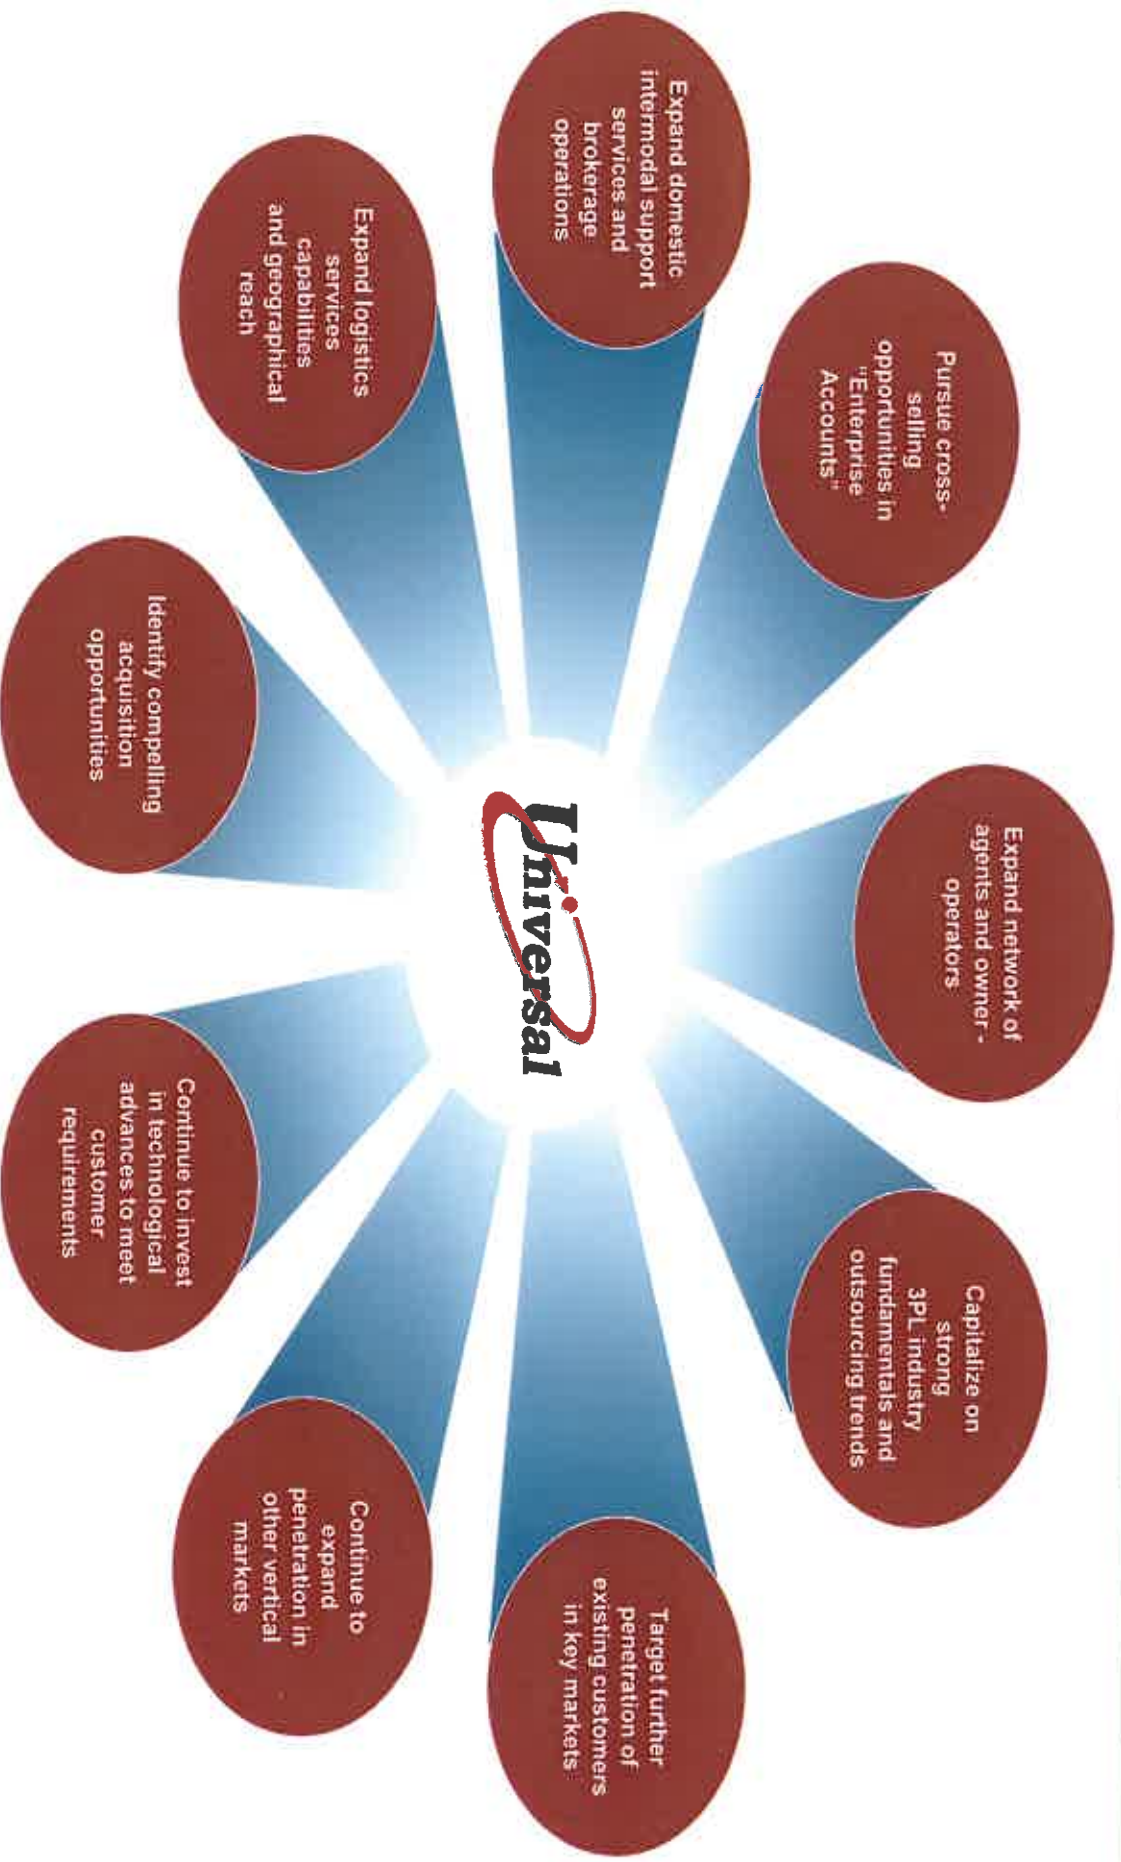 Expand network of
agents and owner-
operators
Capitalize on
strong
3PL industry
fundamentals and
outsourcing trends
Target further
penetration of
existing customers
in key markets
Continue to
expand
penetration in
other vertical
markets
Continue to invest
in technological
advances to meet
customer
requirements
Identify compelling
acquisition
opportunities
Expand logistics
services
capabilities
and geographical
reach
Expand domestic
intermodal support
services and
brokerage
operations
Pursue cross-
selling
opportunities in
"Enterprise
Accounts"
Universal